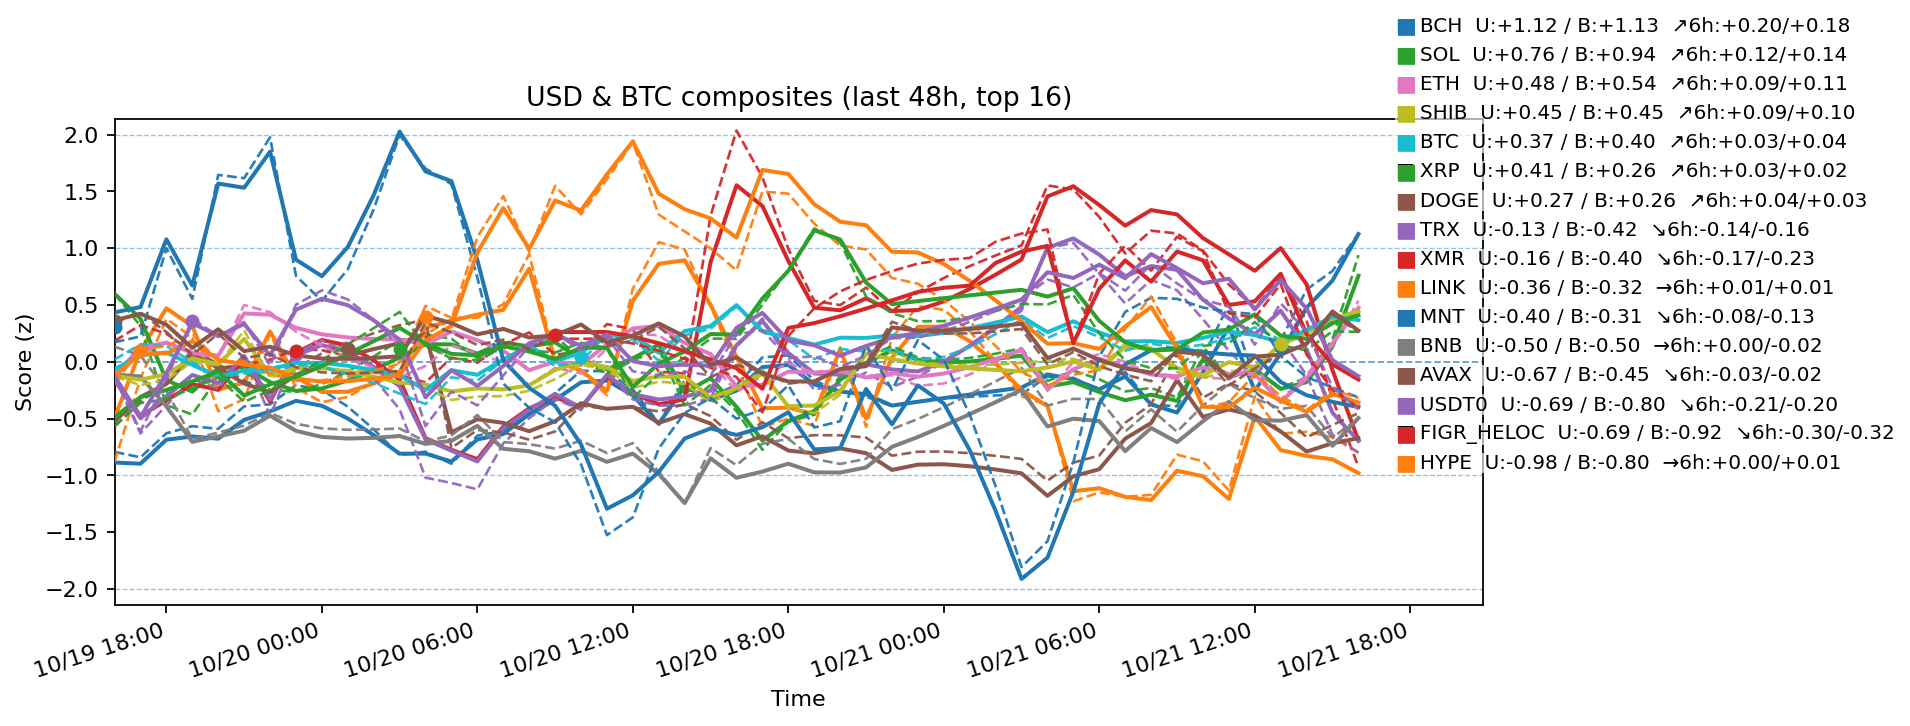 BCH U:+1.12 / B:+1.13 ↗6h:+0.20/+0.18
SOL U:+0.76 / B:+0.94 ↗6h:+0.12/+0.14
ETH U:+0.48 / B:+0.54 ↗6h:+0.09/+0.11
SHIB U:+0.45 / B:+0.45 ↗6h:+0.09/+0.10
BTC U:+0.37 / B:+0.40 ↗6h:+0.03/+0.04
XRP U:+0.41 / B:+0.26 ↗6h:+0.03/+0.02
DOGE U:+0.27 / B:+0.26 ↗6h:+0.04/+0.03
TRX U:-0.13 / B:-0.42 ↘6h:-0.14/-0.16
XMR U:-0.16 / B:-0.40 ↘6h:-0.17/-0.23
LINK U:-0.36 / B:-0.32 →6h:+0.01/+0.01
MNT U:-0.40 / B:-0.31 ↘6h:-0.08/-0.13
BNB U:-0.50 / B:-0.50 →6h:+0.00/-0.02
AVAX U:-0.67 / B:-0.45 ↘6h:-0.03/-0.02
USDT0 U:-0.69 / B:-0.80 ↘6h:-0.21/-0.20
FIGR_HELOC U:-0.69 / B:-0.92 ↘6h:-0.30/-0.32
HYPE U:-0.98 / B:-0.80 →6h:+0.00/+0.01
USD & BTC composites (last 48h, top 16)
Score (z)
2.0
1.5
1.0
0.5
0.0
−0.5
−1.0
−1.5
−2.0
10/19 18:00
10/20 00:00
10/20 06:00
10/20 12:00
10/20 18:00
10/21 00:00
10/21 06:00
10/21 12:00
10/21 18:00
Time